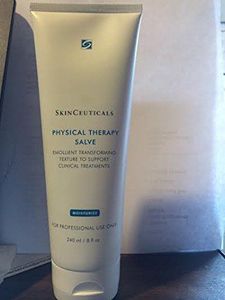 SKINCEUTICALS
PHYSICAL THERAPY
SALVE
EMOLLIENT TRANSFORMING
TEXTURE TO SUPPORT
CLINICAL TREATMENTS
MOISTURIZE
FOR PROFESSIONAL USE ONLY
240 ml / 8 fl oz